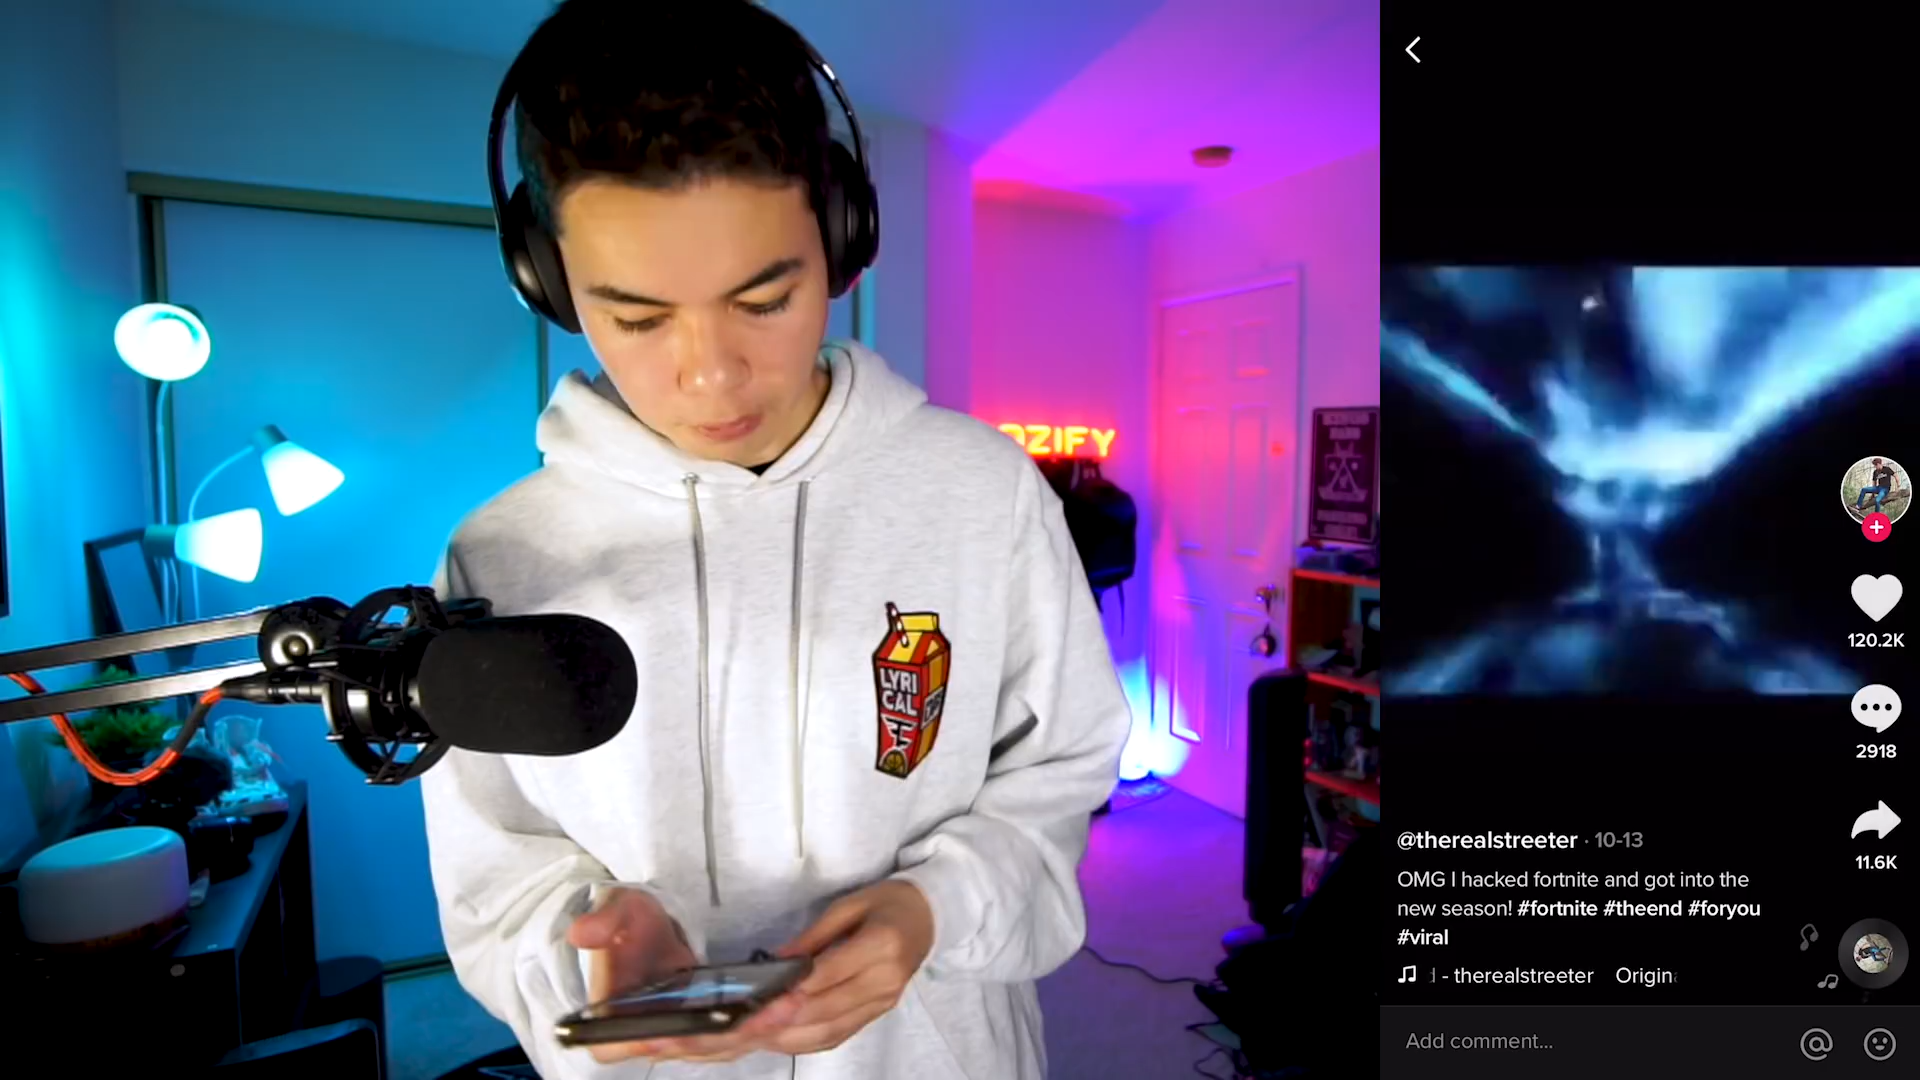 OZIFY
LYRI
CAL
@therealstreeter · 10-13
OMG I hacked fortnite and got into the
new season! #fortnite #theend #foryou
#viral
- therealstreeter Origin
120.2K
2918
11.6K
Add comment...